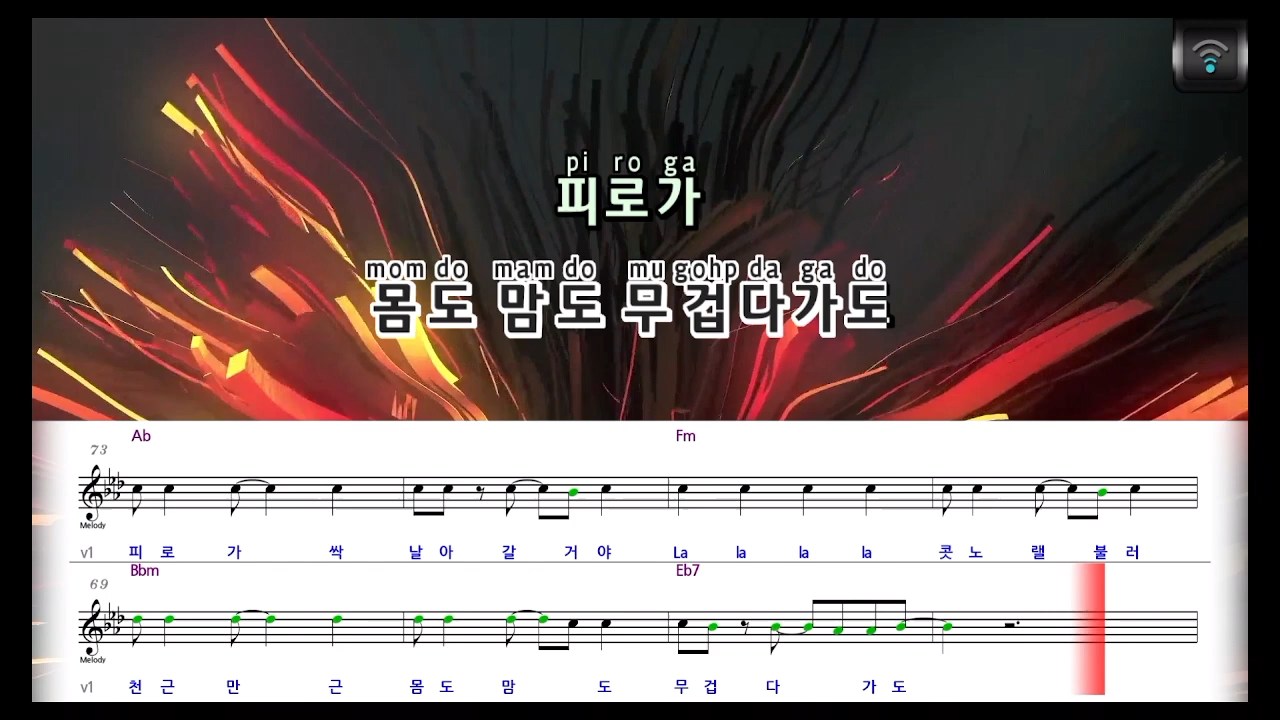 pi ro ga
피로가
mom do mam do mu gohp da ga do
몸도 맘도 무겁다가도
Ab Fm
73
Melody
v1 피 로 가 싹 날 아 갈 거 야 La la la la 콧 노 랠 불 러
Bbm Eb7
69
Melody
v1 천 근 만 근 몸 도 맘 도 무 겁 다 가 도